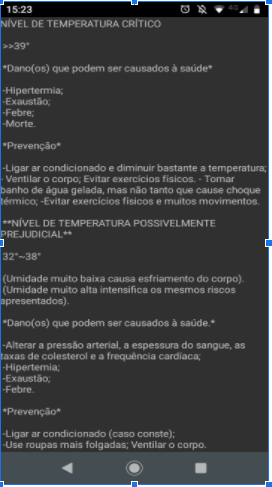 15:23
4G
NÍVEL DE TEMPERATURA CRÍTICO
>>39°
*Dano(os) que podem ser causados à saúde*
-Hipertermia;
-Exaustão;
-Febre;
-Morte.
*Prevenção*
-Ligar ar condicionado e diminuir bastante a temperatura;
- Ventilar o corpo; Evitar exercícios físicos. - Tomar
banho de água gelada, mas não tanto que cause choque
térmico; -Evitar exercícios físicos e muitos movimentos.
**NÍVEL DE TEMPERATURA POSSIVELMENTE
PREJUDICIAL**
32°~38°
(Umidade muito baixa causa esfriamento do corpo).
(Umidade muito alta intensifica os mesmos riscos
apresentados).
*Dano(os) que podem ser causados à saúde.*
-Alterar a pressão arterial, a espessura do sangue, as
taxas de colesterol e a frequência cardíaca;
-Hipertermia;
-Exaustão;
-Febre.
*Prevenção*
-Ligar ar condicionado (caso conste);
-Use roupas mais folgadas; Ventilar o corpo.